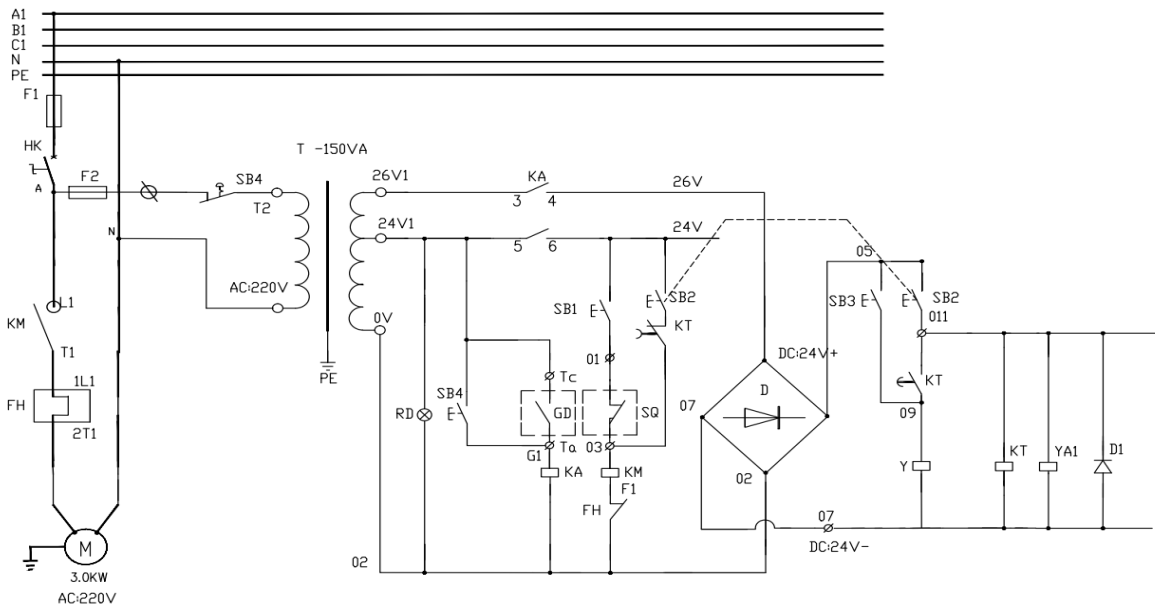 A1
B1
C1
N
PE
F1
HK
A
F2
SB4
T2
N
AC:220V
T -150VA
PE
26V1
24V1
0V
KA
3 4
26V
5 6
24V
L1
KM
T1
1L1
FH
2T1
M
3.0KW
AC:220V
RD
SB4
Tc
GD
G1 Ta
KA
SB1
01
SQ
03
KM
F1
FH
02
SB2
KT
DC:24V+
D
07
02
07
DC:24V-
05
SB3
SB2
011
KT
09
Y
KT
YA1
D1